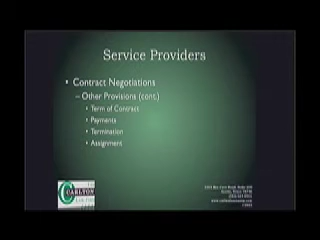 Service Providers
• Contract Negotiations
– Other Provisions (cont.)
• Term of Contract
• Payments
• Termination
• Assignment
CARLTON